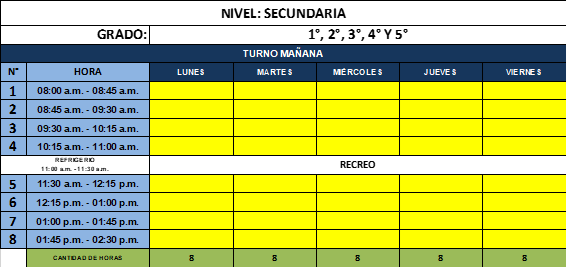 NIVEL: SECUNDARIA
GRADO: 1°, 2°, 3°, 4° Y 5°
TURNO MAÑANA
N° HORA LUNES MARTES MIÉRCOLES JUEVES VIERNES
1 08:00 a.m. - 08:45 a.m.
2 08:45 a.m. - 09:30 a.m.
3 09:30 a.m. - 10:15 a.m.
4 10:15 a.m. - 11:00 a.m.
REFRIGERIO
11:00 a.m. - 11:30 a.m. RECREO
5 11:30 a.m. - 12:15 p.m.
6 12:15 p.m. - 01:00 p.m.
7 01:00 p.m. - 01:45 p.m.
8 01:45 p.m. - 02:30 p.m.
CANTIDAD DE HORAS 8 8 8 8 8